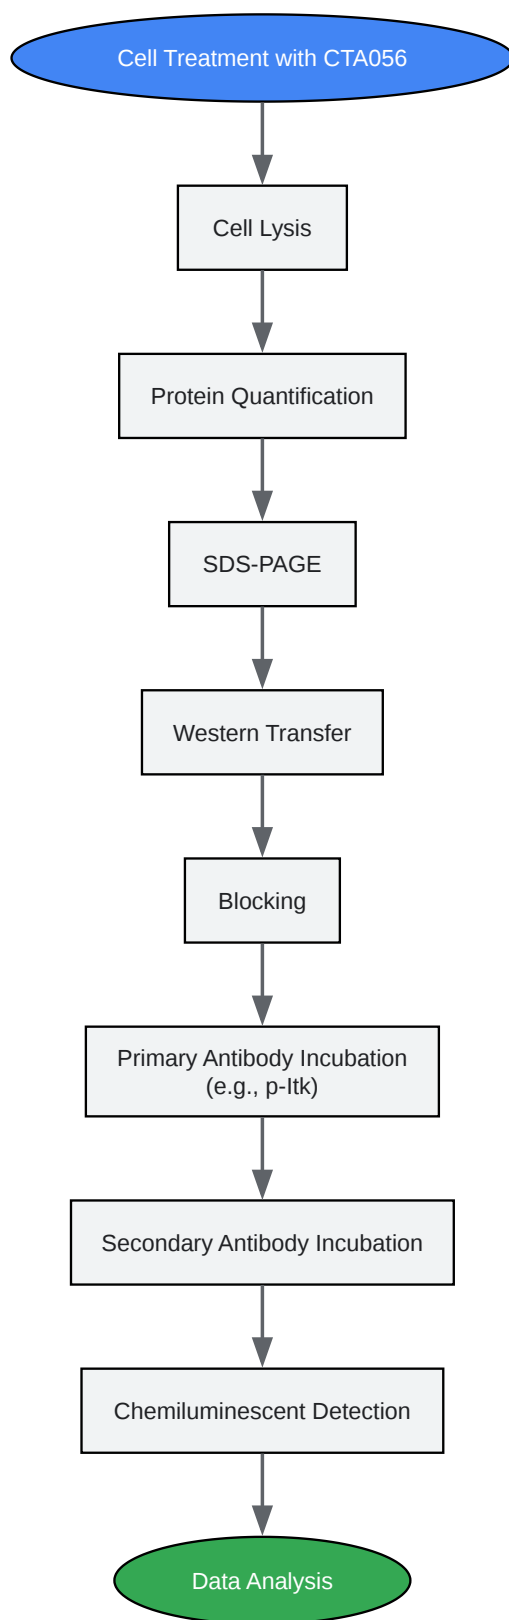 Cell Treatment with CTA056
Cell Lysis
Protein Quantification
SDS-PAGE
Western Transfer
Blocking
Primary Antibody Incubation
(e.g., p-Itk)
Secondary Antibody Incubation
Chemiluminescent Detection
Data Analysis